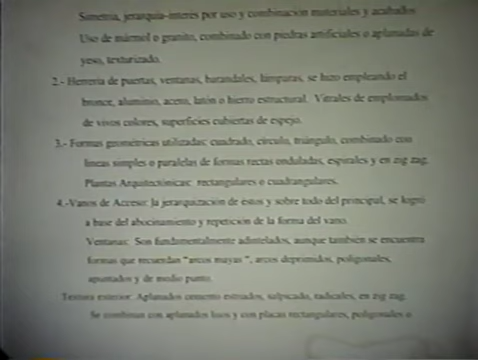 Simetría, jerarquía-interés por uso y combinación materiales y acabados
Uso de mármol o granito, combinado con piedras artificiales o aplanadas de
yeso, texturizado.
2.- Herrería de puertas, ventanas, barandales, lámparas, se hizo empleando el
bronce, aluminio, acero, latón o hierro estructural. Vitrales de emplomados
de vivos colores, superficies cubiertas de espejo.
3.- Formas geométricas utilizadas: cuadrado, círculo, triángulo, combinado con
líneas simples o paralelas de formas rectas onduladas, espirales y en zig zag.
Plantas Arquitectónicas: rectangulares o cuadrangulares.
4.-Vanos de Acceso: la jerarquización de éstos y sobre todo del principal, se logró
a base del abocinamiento y repetición de la forma del vano.
Ventanas: Son fundamentalmente adintelados, aunque también se encuentra
formas que recuerdan "arcos mayas", arcos deprimidos, poligonales,
apuntados y de medio punto.
Textura exterior: Aplanados cemento estriados, salpicado, radicales, en zig zag.
Se combinan con aplanados lisos y con placas rectangulares, poligonales o